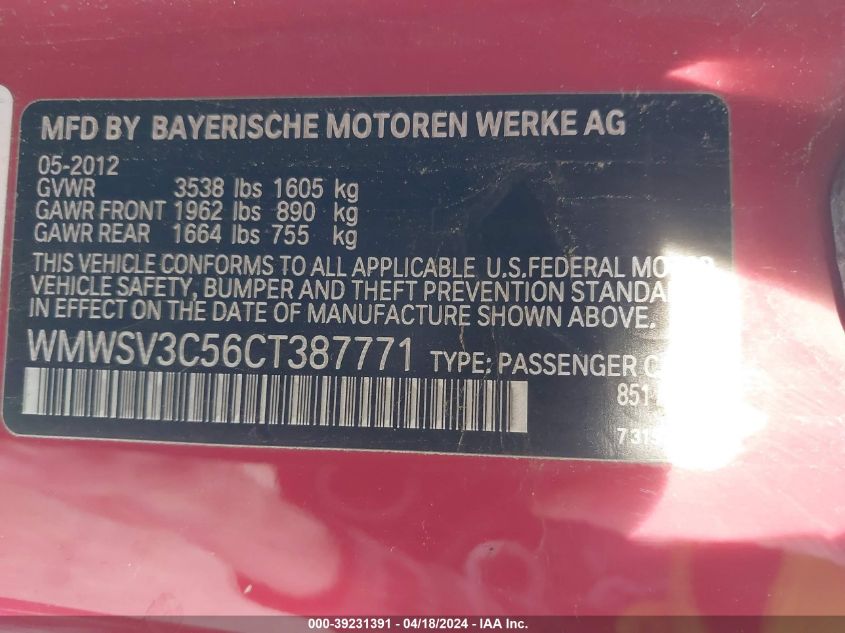 MFD BY BAYERISCHE MOTOREN WERKE AG
05-2012
GVWR 3538 lbs 1605 kg
GAWR FRONT 1962 lbs 890 kg
GAWR REAR 1664 lbs 755 kg
THIS VEHICLE CONFORMS TO ALL APPLICABLE U.S.FEDERAL MOTOR
VEHICLE SAFETY, BUMPER AND THEFT PREVENTION
IN EFFECT ON THE DATE OF MANUFACTURE SHOWN ABOVE.
WMWSV3C56CT387771 TYPE: PASSENGER
851
000-39231391 - 04/18/2024 - IAA Inc.